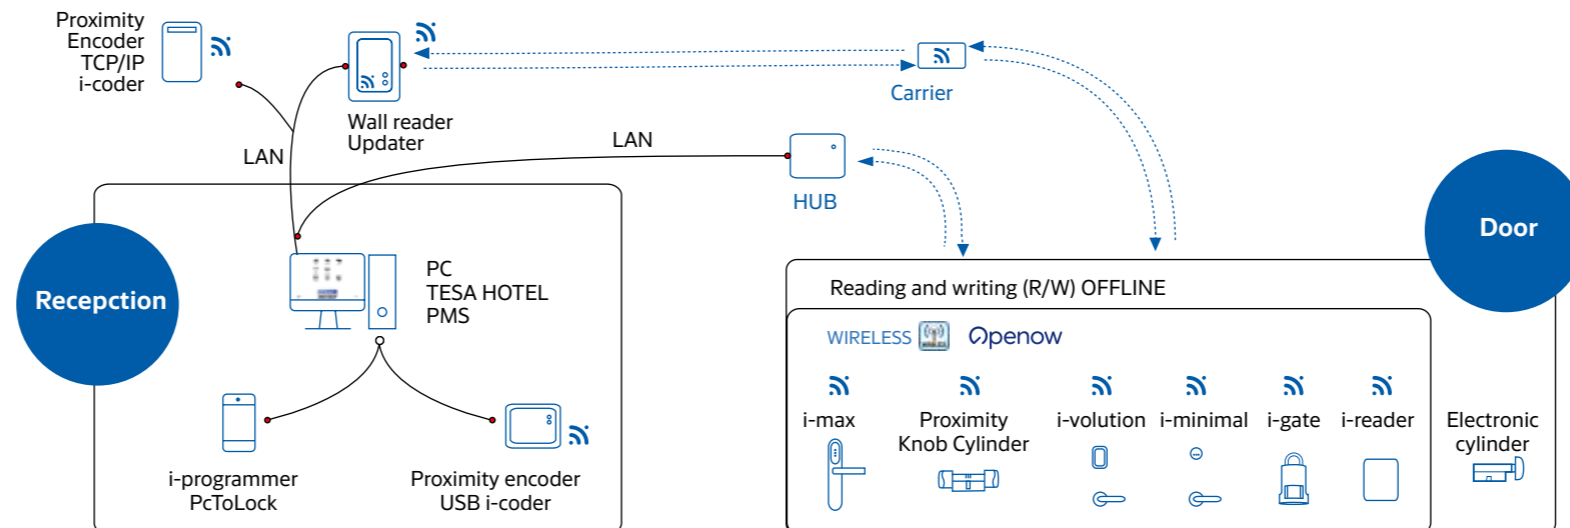 Proximity
Encoder
TCP/IP
i-coder
Wall reader
Updater
Carrier
LAN
LAN
HUB
Recepction
PC
TESA HOTEL
PMS
i-programmer
PcToLock
Proximity encoder
USB i-coder
Door
Reading and writing (R/W) OFFLINE
WIRELESS
Openow
i-max
Proximity
Knob Cylinder
i-volution
i-minimal
i-gate
i-reader
Electronic
cylinder